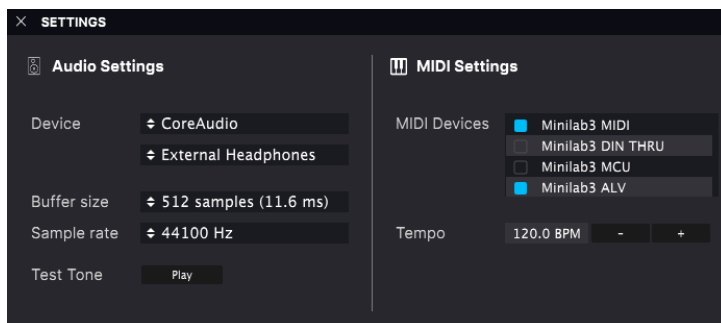 × SETTINGS
Audio Settings
Device
CoreAudio
External Headphones
Buffer size
512 samples (11.6 ms)
Sample rate
44100 Hz
Test Tone
Play
MIDI Settings
MIDI Devices
Minilab3 MIDI
Minilab3 DIN THRU
Minilab3 MCU
Minilab3 ALV
Tempo
120.0 BPM
-
+